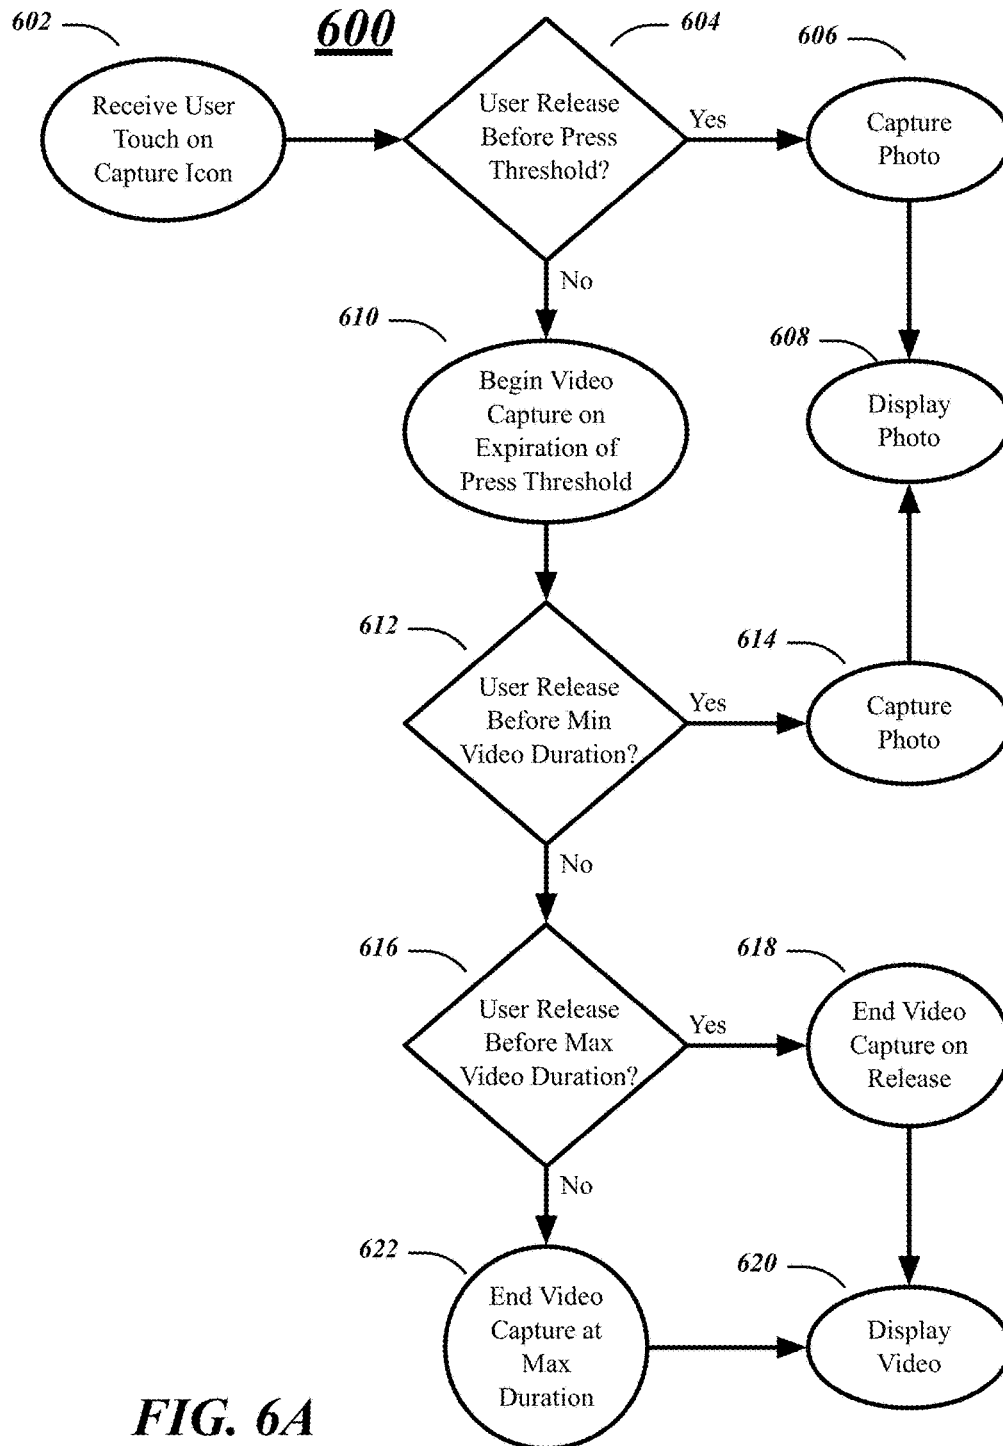 602
600
604
606
Receive User
Touch on
Capture Icon
User Release
Before Press
Threshold?
Yes
Capture
Photo
No
610
608
Begin Video
Capture on
Expiration of
Press Threshold
Display
Photo
612
614
User Release
Before Min
Video Duration?
Yes
Capture
Photo
No
616
618
User Release
Before Max
Video Duration?
Yes
End Video
Capture on
Release
No
622
620
End Video
Capture at
Max
Duration
Display
Video
FIG. 6A